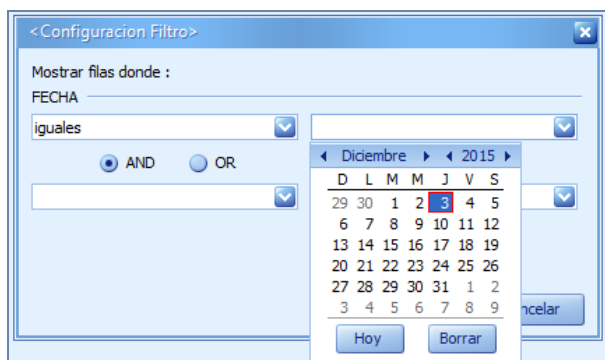 <Configuracion Filtro>
Mostrar filas donde :
FECHA
iguales
AND OR
Diciembre 2015
D L M M J V S
29 30 1 2 3 4 5
6 7 8 9 10 11 12
13 14 15 16 17 18 19
20 21 22 23 24 25 26
27 28 29 30 31 1 2
3 4 5 6 7 8 9
ncelar
Hoy Borrar